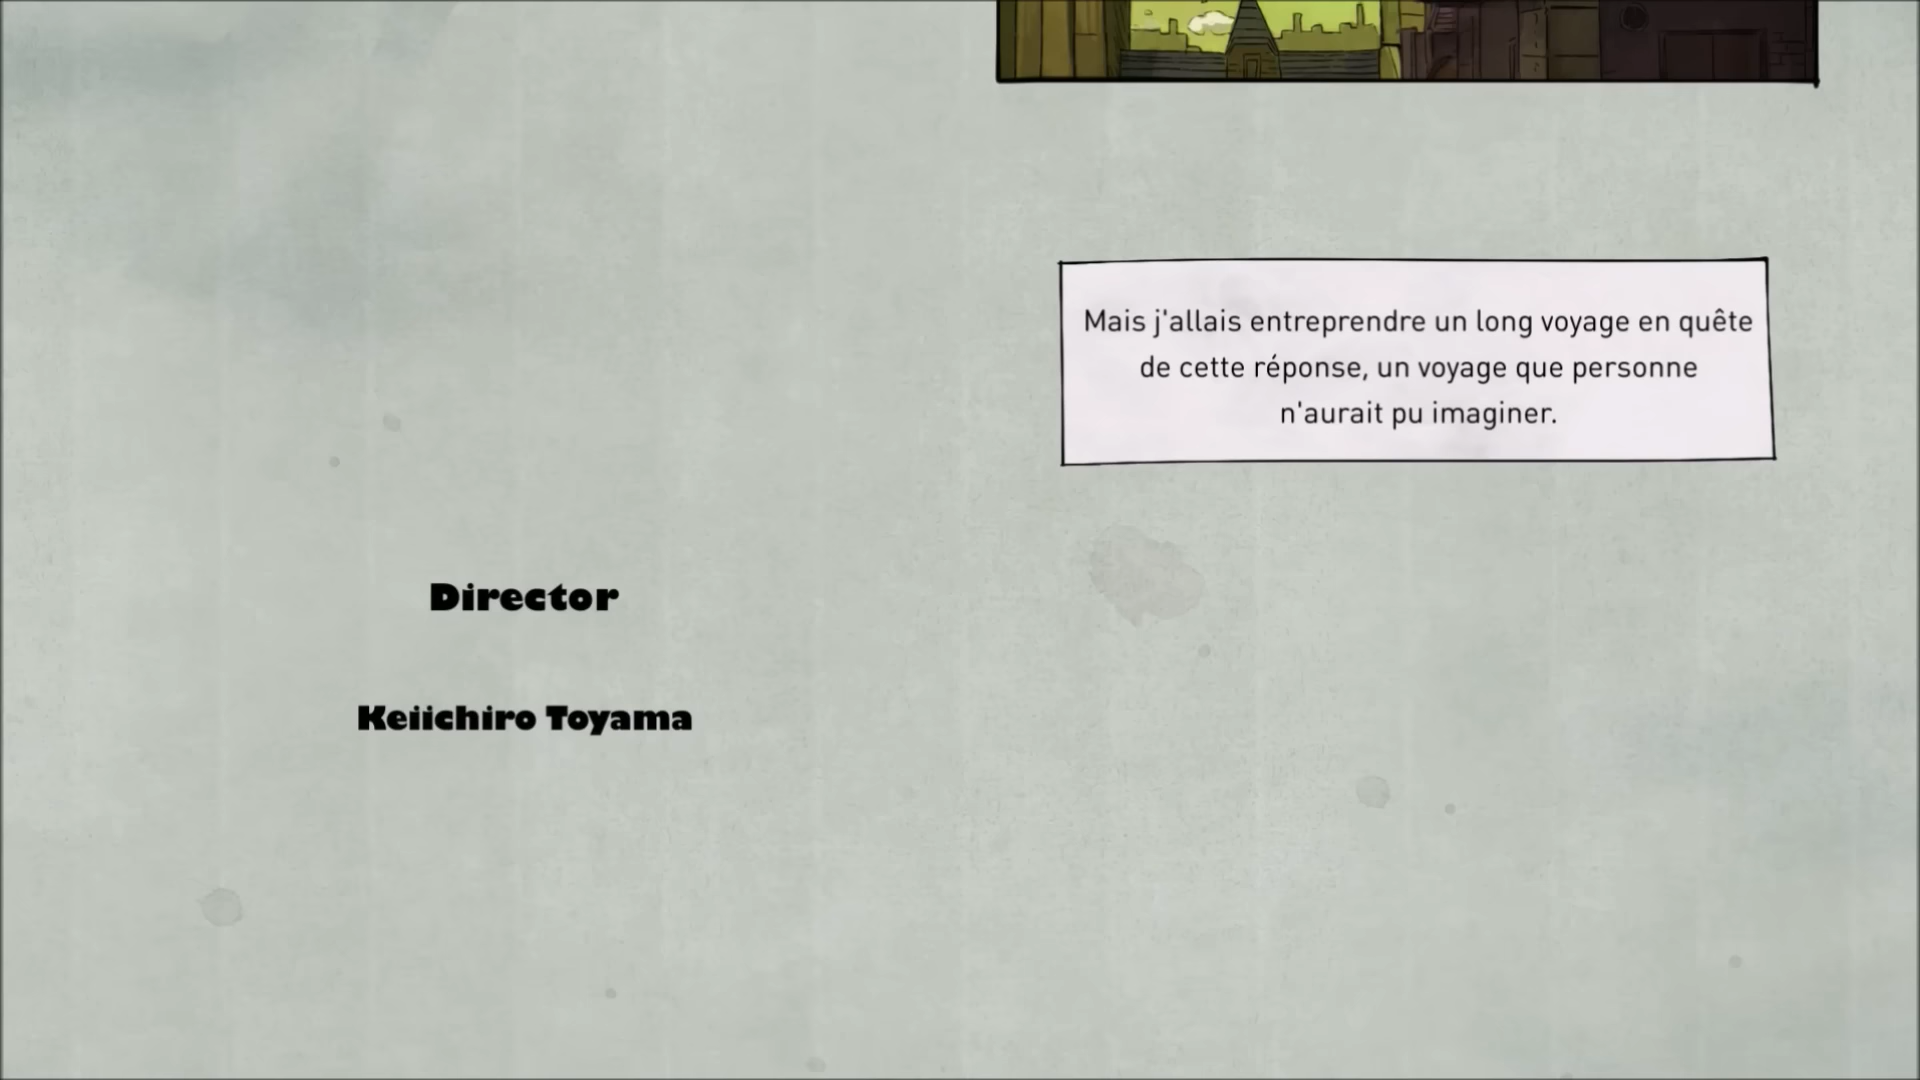 Mais j'allais entreprendre un long voyage en quête
de cette réponse, un voyage que personne
n'aurait pu imaginer.
Director
Keiichiro Toyama